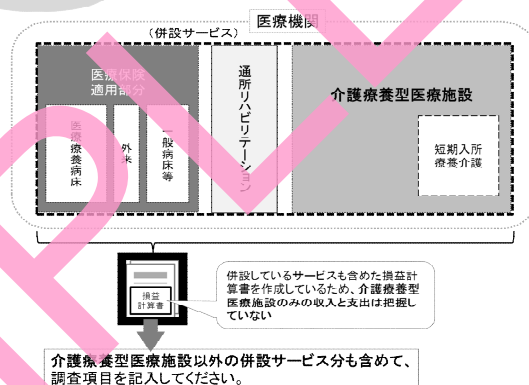 医療機関
(併設サービス)
医療保険
適用部分
医療療養病床
外来
一般病床等
通所リハビリテーション
介護療養型医療施設
短期入所
療養介護
損益
計算書
併設しているサービスも含めた損益計
算書を作成しているため、介護療養型
医療施設のみの収入と支出は把握し
ていない
介護療養型医療施設以外の併設サービス分も含めて、
調査項目を記入してください。